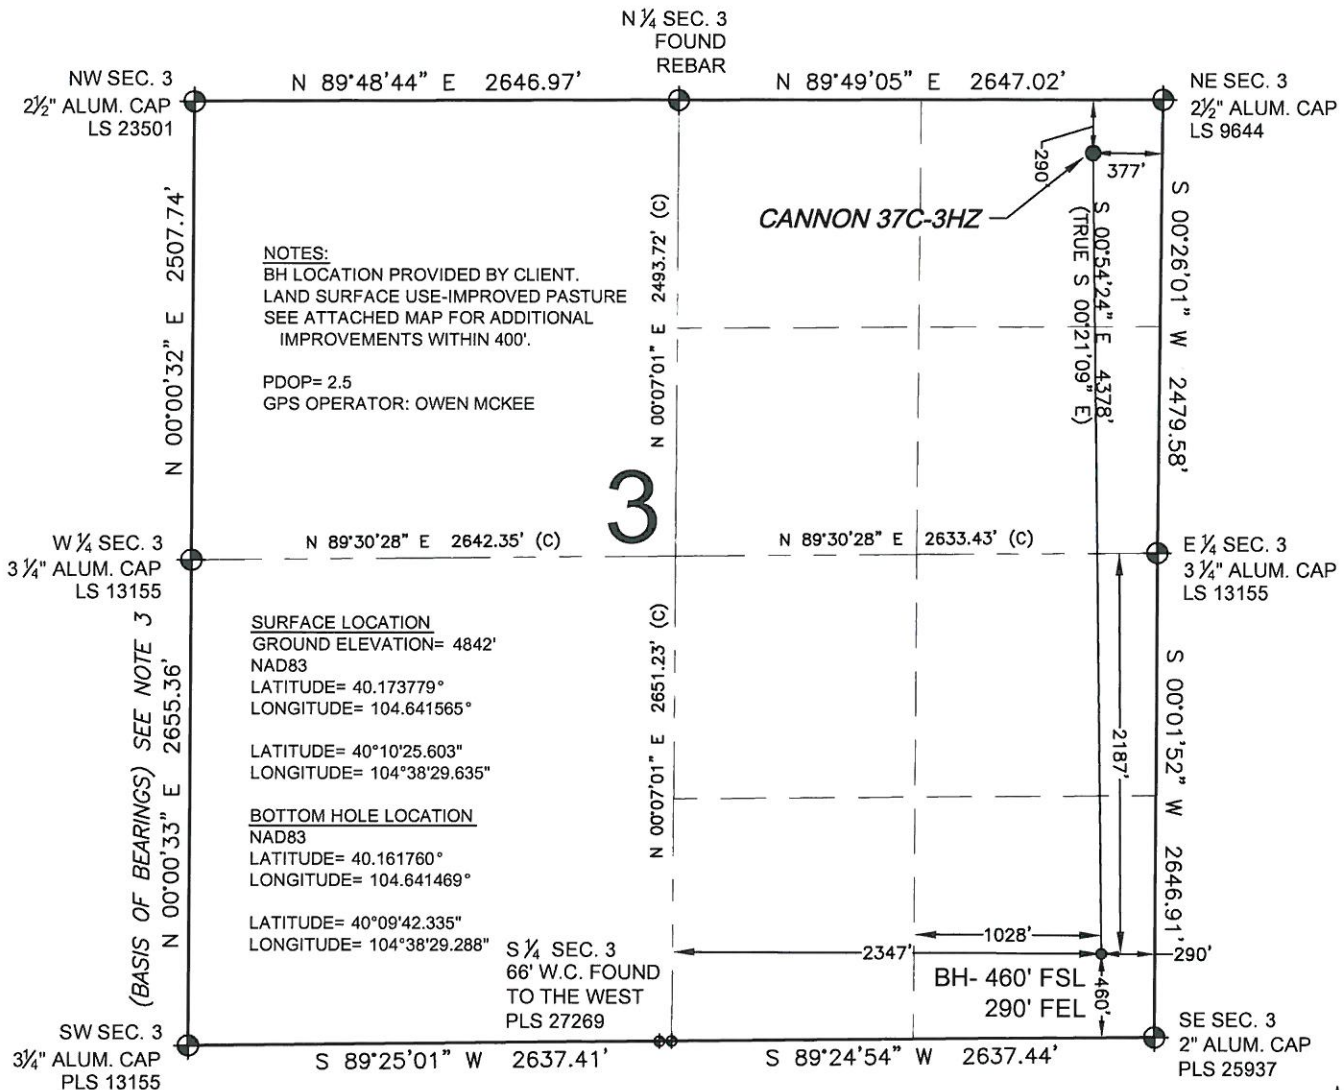 N ¼ SEC. 3
FOUND
REBAR
NW SEC. 3
2½" ALUM. CAP
LS 23501
N 89°48'44" E 2646.97'
N 89°49'05" E 2647.02'
NE SEC. 3
2½" ALUM. CAP
LS 9644
290'
377'
CANNON 37C-3HZ
N 00°00'32" E 2507.74'
NOTES:
BH LOCATION PROVIDED BY CLIENT.
LAND SURFACE USE-IMPROVED PASTURE
SEE ATTACHED MAP FOR ADDITIONAL
IMPROVEMENTS WITHIN 400'.
PDOP= 2.5
GPS OPERATOR: OWEN MCKEE
N 00°07'01" E 2493.72' (C)
S 00°54'24" E 4378'
(TRUE S 00°21'09" E)
S 00°26'01" W 2479.58'
3
W ¼ SEC. 3
3 ¼" ALUM. CAP
LS 13155
N 89°30'28" E 2642.35' (C)
N 89°30'28" E 2633.43' (C)
E ¼ SEC. 3
3 ¼" ALUM. CAP
LS 13155
(BASIS OF BEARINGS) SEE NOTE 3
N 00°00'33" E 2655.36'
SURFACE LOCATION
GROUND ELEVATION= 4842'
NAD83
LATITUDE= 40.173779°
LONGITUDE= 104.641565°
LATITUDE= 40°10'25.603"
LONGITUDE= 104°38'29.635"
BOTTOM HOLE LOCATION
NAD83
LATITUDE= 40.161760°
LONGITUDE= 104.641469°
LATITUDE= 40°09'42.335"
LONGITUDE= 104°38'29.288"
N 00°07'01" E 2651.23' (C)
2187'
S 00°01'52" W 2646.91'
S ¼ SEC. 3
66' W.C. FOUND
TO THE WEST
PLS 27269
1028'
2347'
290'
BH- 460' FSL
290' FEL
460'
SW SEC. 3
3¼" ALUM. CAP
PLS 13155
S 89°25'01" W 2637.41'
S 89°24'54" W 2637.44'
SE SEC. 3
2" ALUM. CAP
PLS 25937